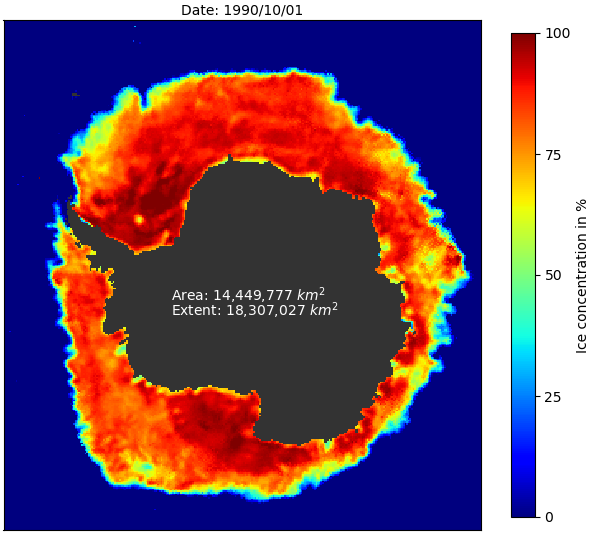 Date: 1990/10/01
100
75
50
25
0
Ice concentration in %
Area: 14,449,777 km²
Extent: 18,307,027 km²